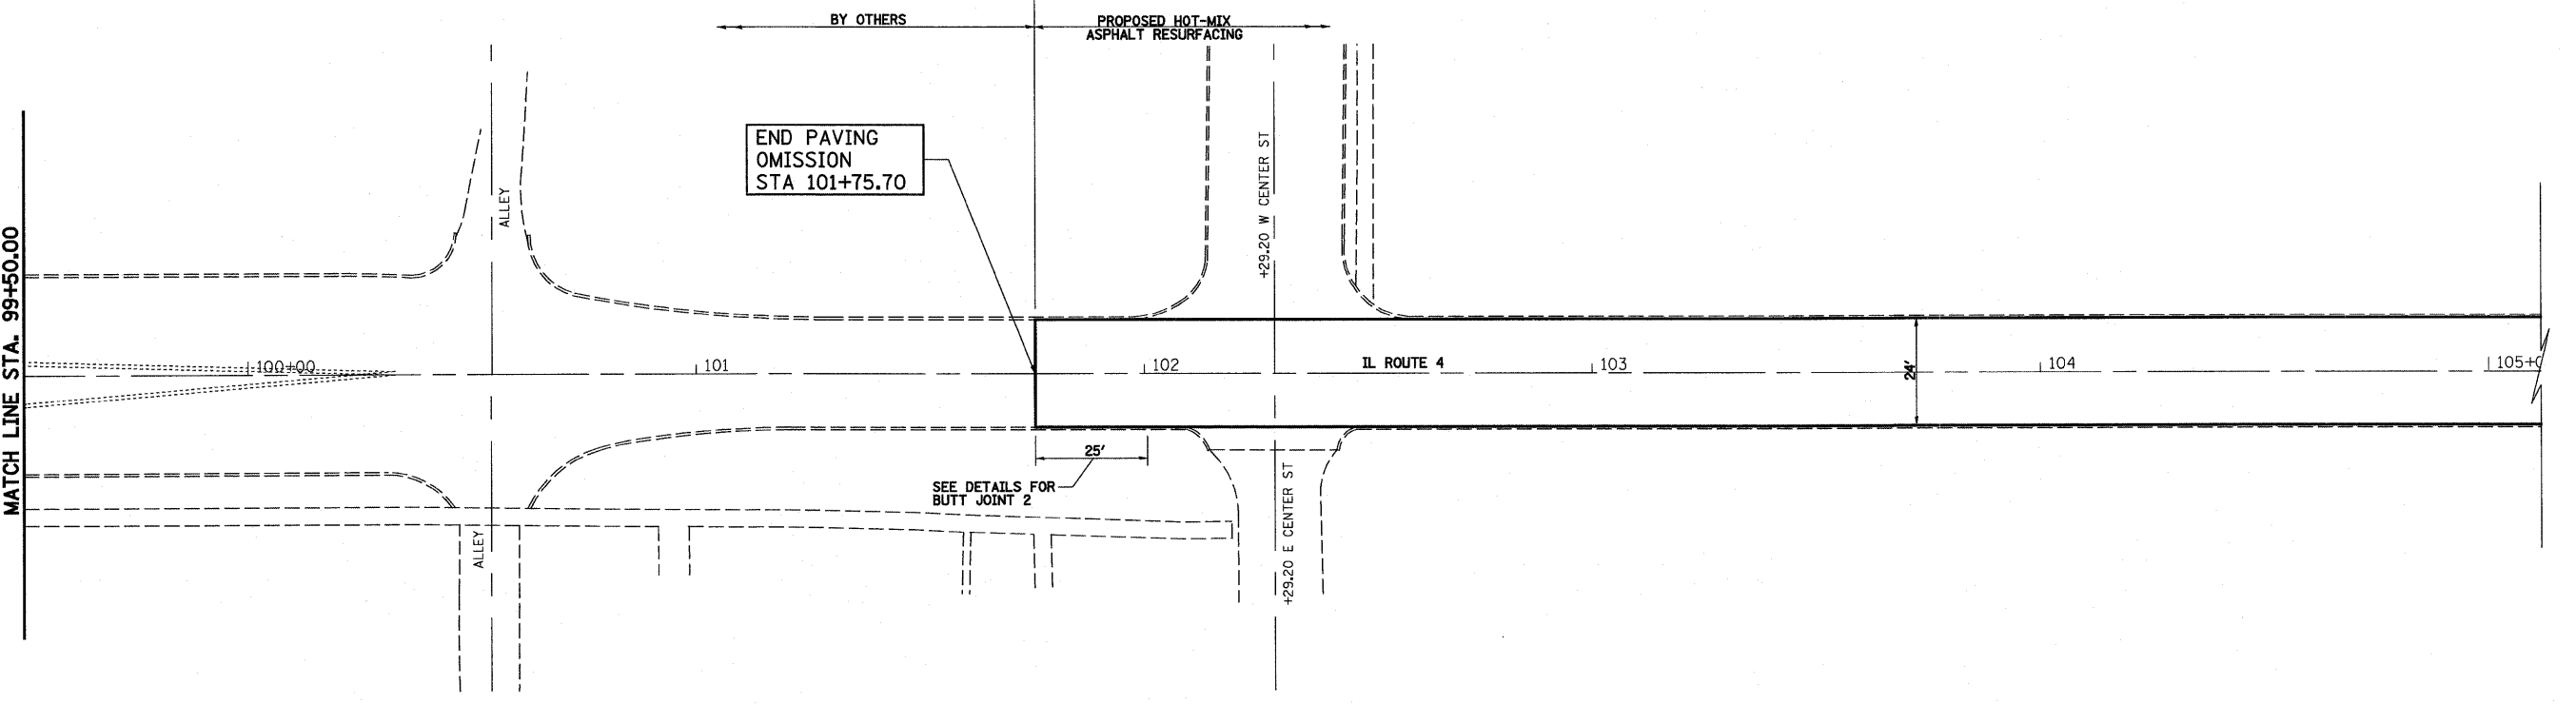 BY OTHERS
PROPOSED HOT-MIX
ASPHALT RESURFACING
END PAVING
OMISSION
STA 101+75.70
ALLEY
+29.20 W CENTER ST
MATCH LINE STA. 99+50.00
100+00
101
102
IL ROUTE 4
103
24'
104
105+0
25'
SEE DETAILS FOR
BUTT JOINT 2
ALLEY
+29.20 E CENTER ST